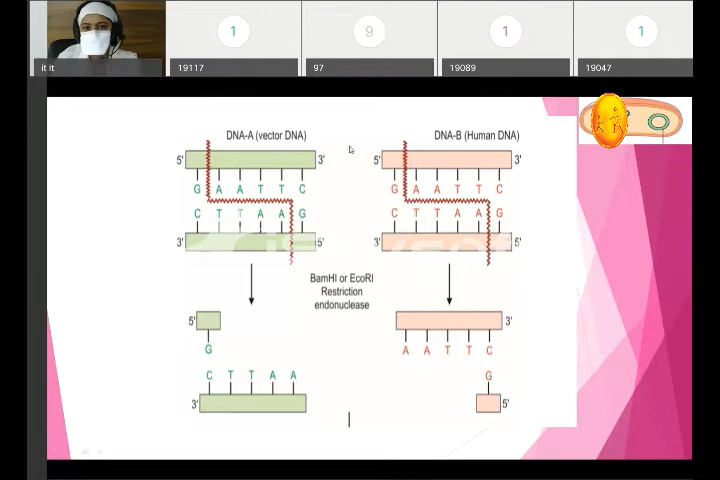 1
9
1
1
it it
19117
97
19089
19047
DNA-A (vector DNA)
DNA-B (Human DNA)
5' 3' 5' 3'
G A A T T C G A A T T C
C T T A A G C T T A A G
3' 5' 3' 5'
BamHI or EcoRI
Restriction
endonuclease
5' 3'
G A A T T C
C T T A A G
3' 5'